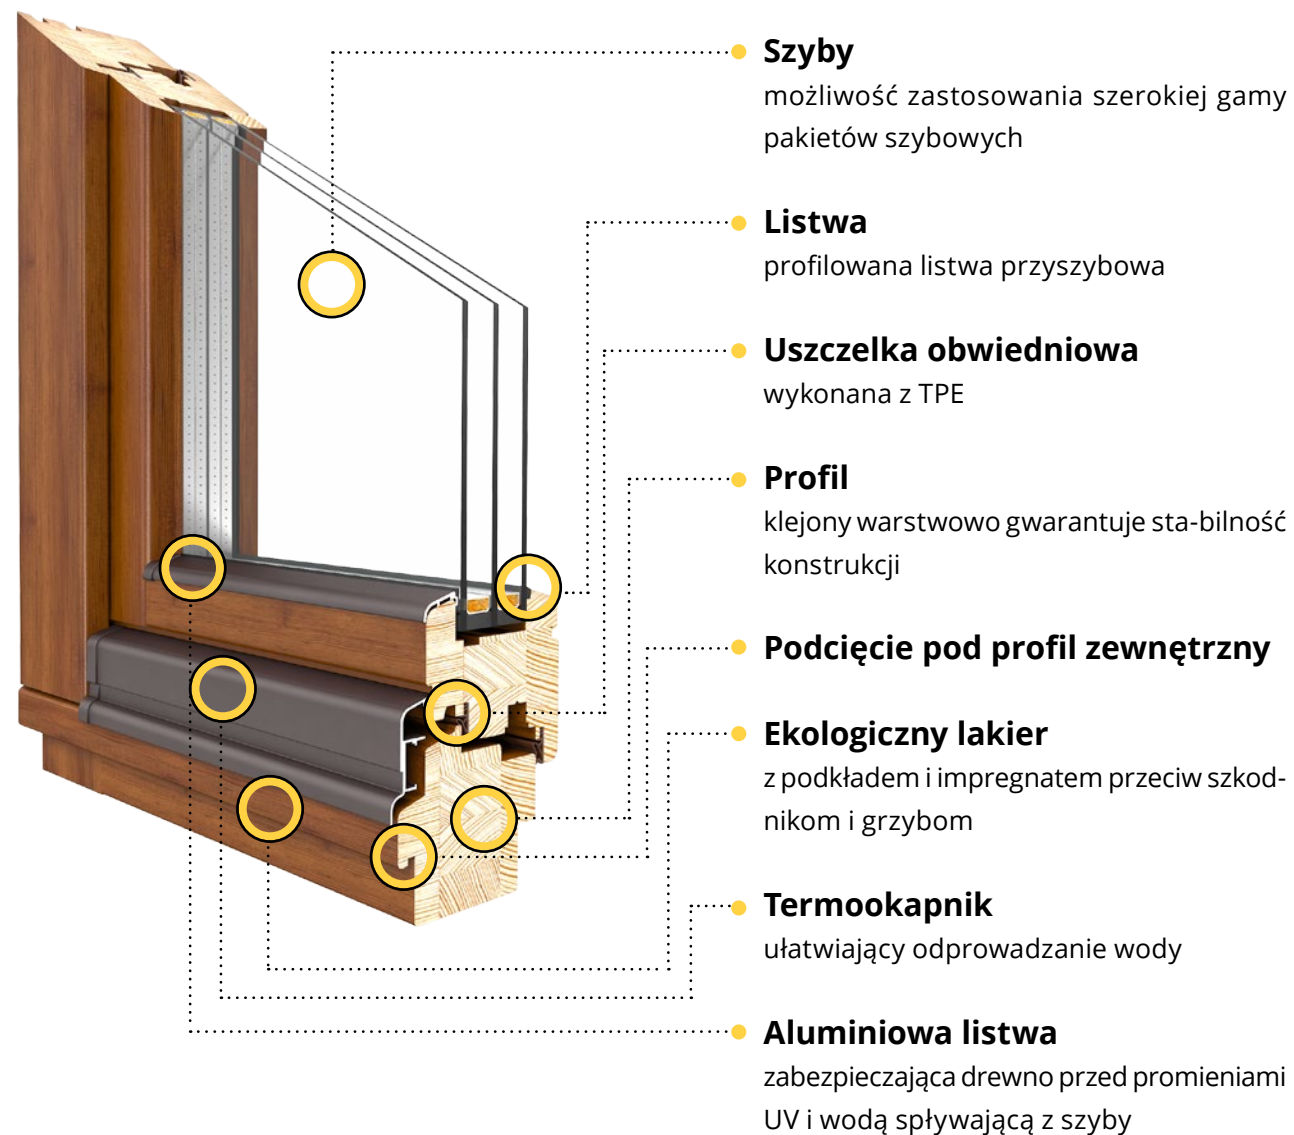 Szyby
możliwość zastosowania szerokiej gamy
pakietów szybowych
Listwa
profilowana listwa przyszybowa
Uszczelka obwiedniowa
wykonana z TPE
Profil
klejony warstwowo gwarantuje sta-bilność
konstrukcji
Podcięcie pod profil zewnętrzny
Ekologiczny lakier
z podkładem i impregnatem przeciw szkod-
nikom i grzybom
Termookapnik
ułatwiający odprowadzanie wody
Aluminiowa listwa
zabezpieczająca drewno przed promieniami
UV i wodą spływającą z szyby